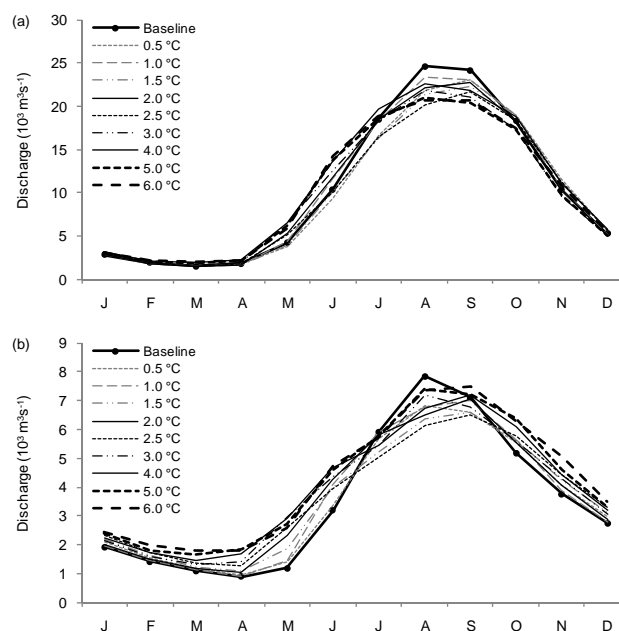 (a)
30
25
20
15
10
5
0
Discharge (10³ m³s⁻¹)
Baseline
0.5 °C
1.0 °C
1.5 °C
2.0 °C
2.5 °C
3.0 °C
4.0 °C
5.0 °C
6.0 °C
J F M A M J J A S O N D
(b)
9
8
7
6
5
4
3
2
1
0
Discharge (10³ m³s⁻¹)
Baseline
0.5 °C
1.0 °C
1.5 °C
2.0 °C
2.5 °C
3.0 °C
4.0 °C
5.0 °C
6.0 °C
J F M A M J J A S O N D